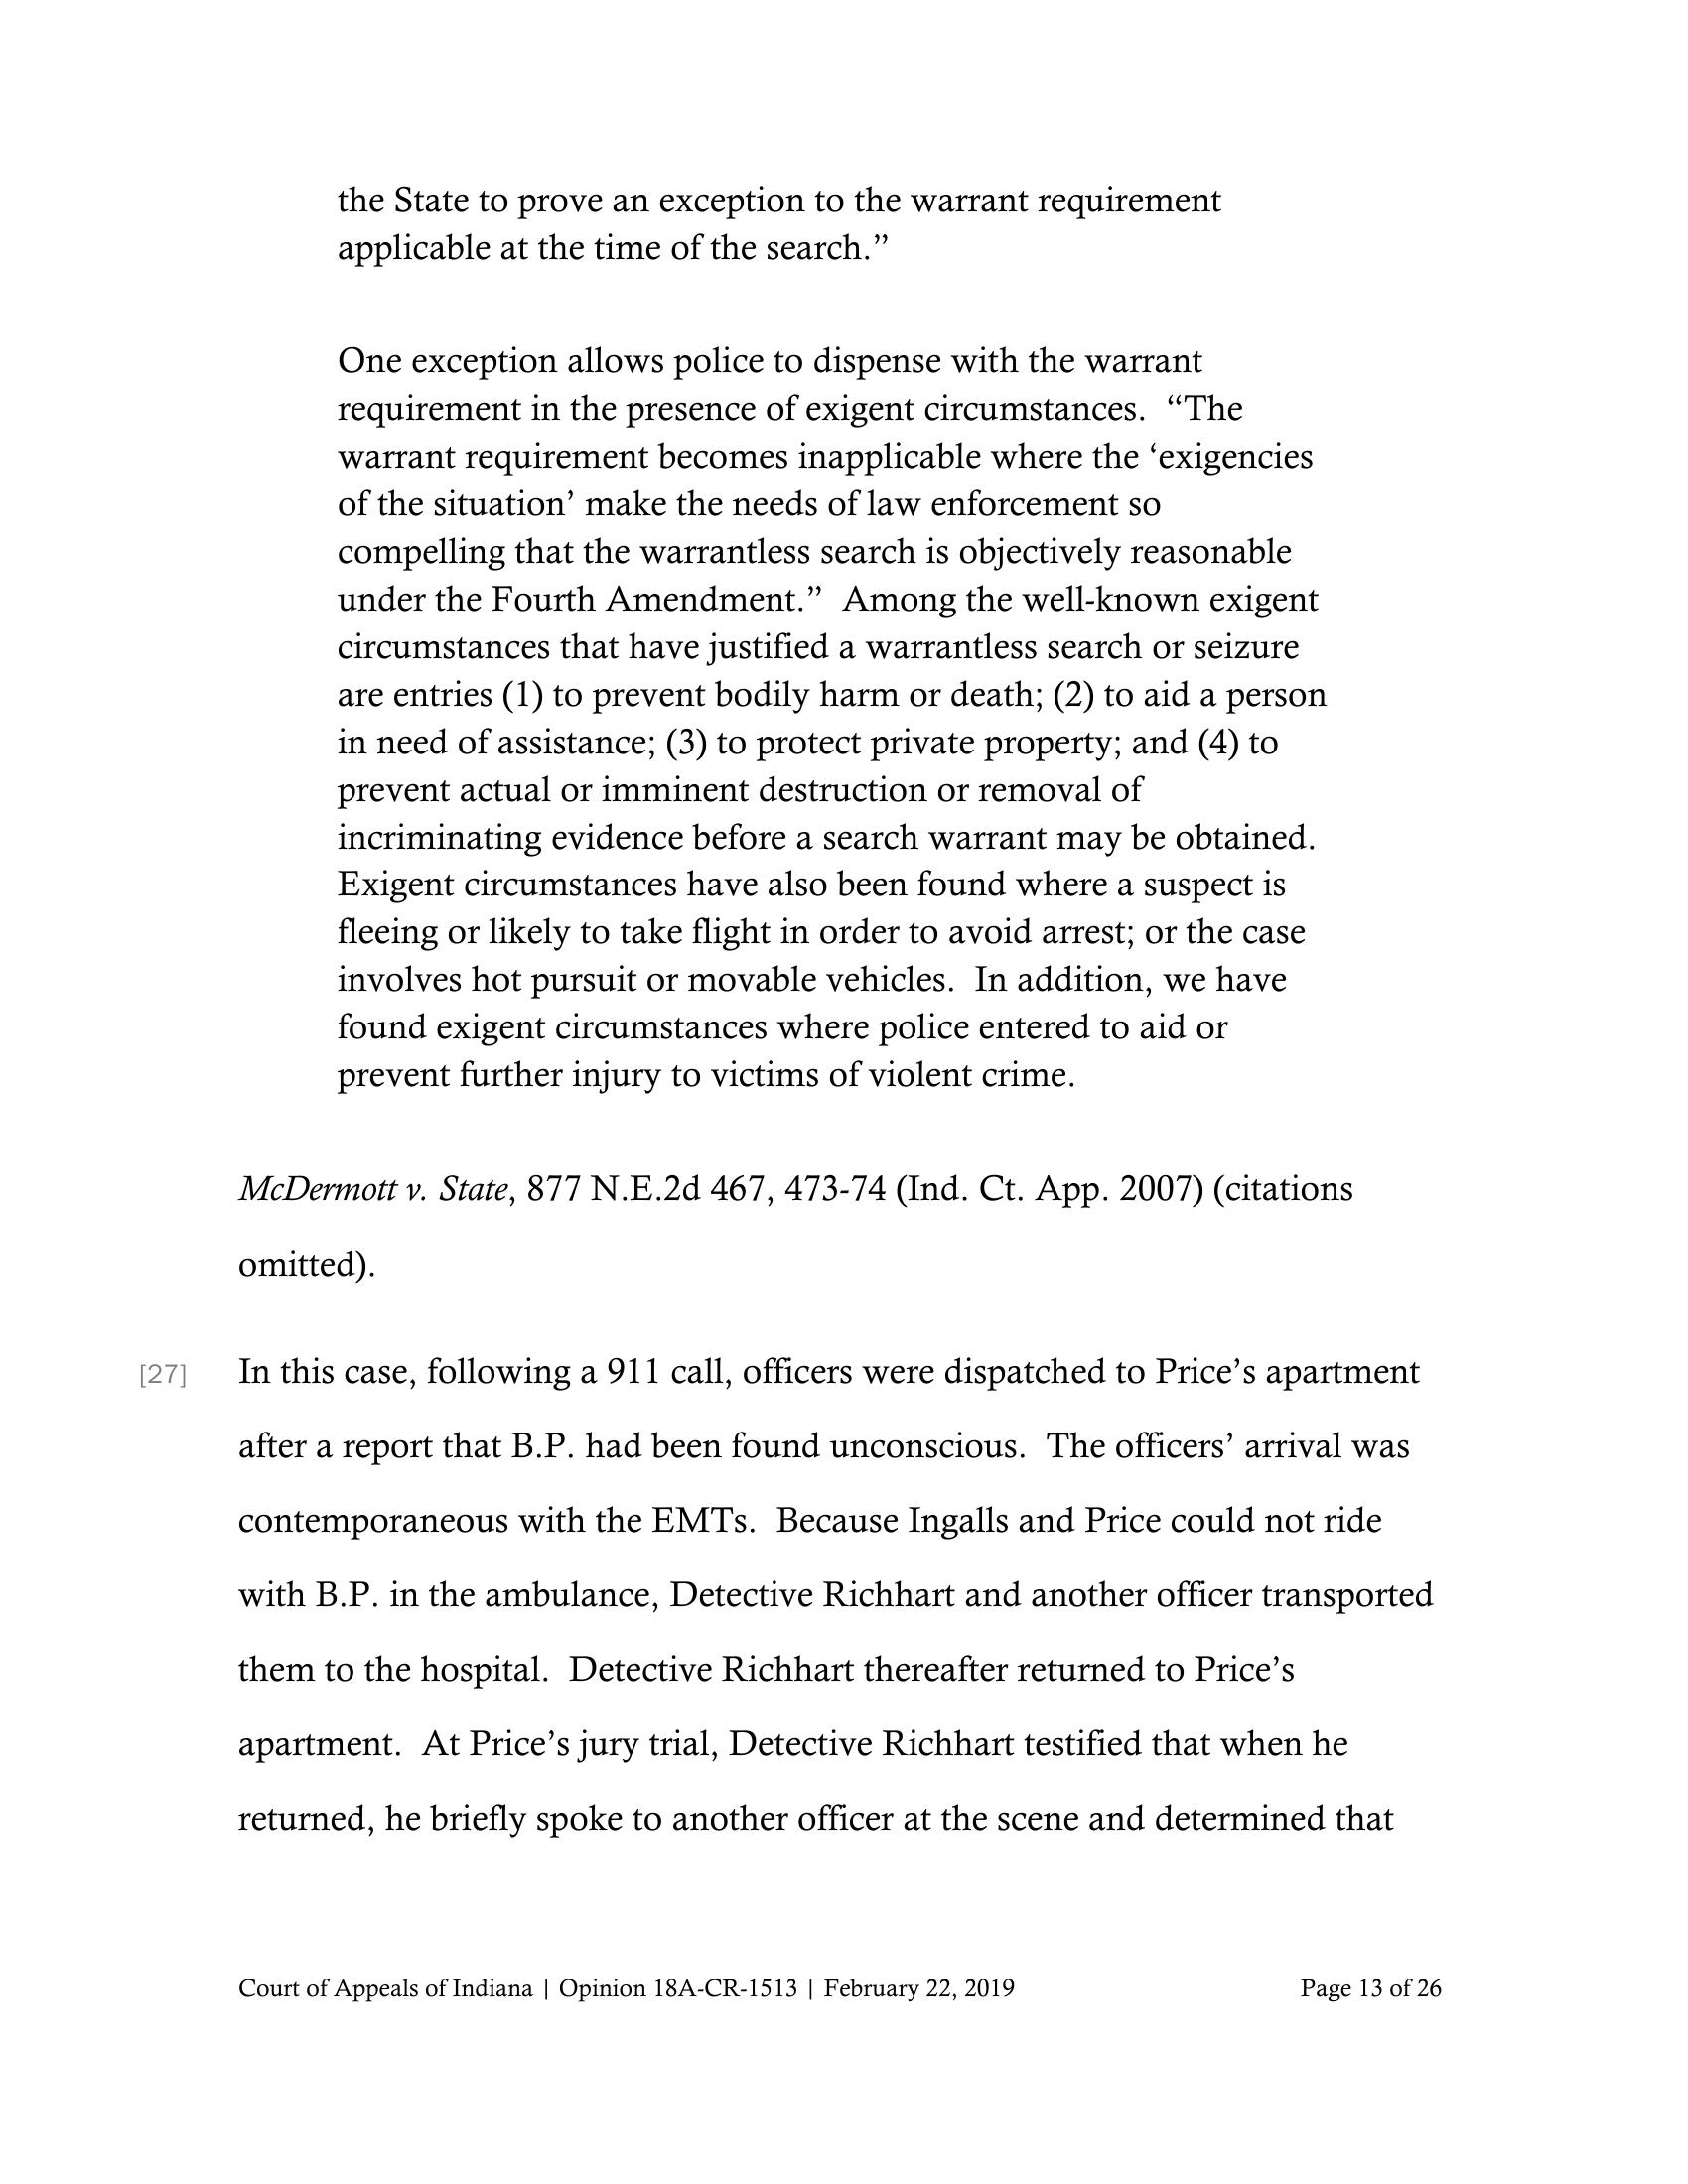 the State to prove an exception to the warrant requirement
applicable at the time of the search.”
One exception allows police to dispense with the warrant
requirement in the presence of exigent circumstances.  “The
warrant requirement becomes inapplicable where the ‘exigencies
of the situation’ make the needs of law enforcement so
compelling that the warrantless search is objectively reasonable
under the Fourth Amendment.”  Among the well-known exigent
circumstances that have justified a warrantless search or seizure
are entries (1) to prevent bodily harm or death; (2) to aid a person
in need of assistance; (3) to protect private property; and (4) to
prevent actual or imminent destruction or removal of
incriminating evidence before a search warrant may be obtained.
Exigent circumstances have also been found where a suspect is
fleeing or likely to take flight in order to avoid arrest; or the case
involves hot pursuit or movable vehicles.  In addition, we have
found exigent circumstances where police entered to aid or
prevent further injury to victims of violent crime.
McDermott v. State, 877 N.E.2d 467, 473-74 (Ind. Ct. App. 2007) (citations
omitted).
[27] In this case, following a 911 call, officers were dispatched to Price’s apartment
after a report that B.P. had been found unconscious.  The officers’ arrival was
contemporaneous with the EMTs.  Because Ingalls and Price could not ride
with B.P. in the ambulance, Detective Richhart and another officer transported
them to the hospital.  Detective Richhart thereafter returned to Price’s
apartment.  At Price’s jury trial, Detective Richhart testified that when he
returned, he briefly spoke to another officer at the scene and determined that
Court of Appeals of Indiana | Opinion 18A-CR-1513 | February 22, 2019 Page 13 of 26